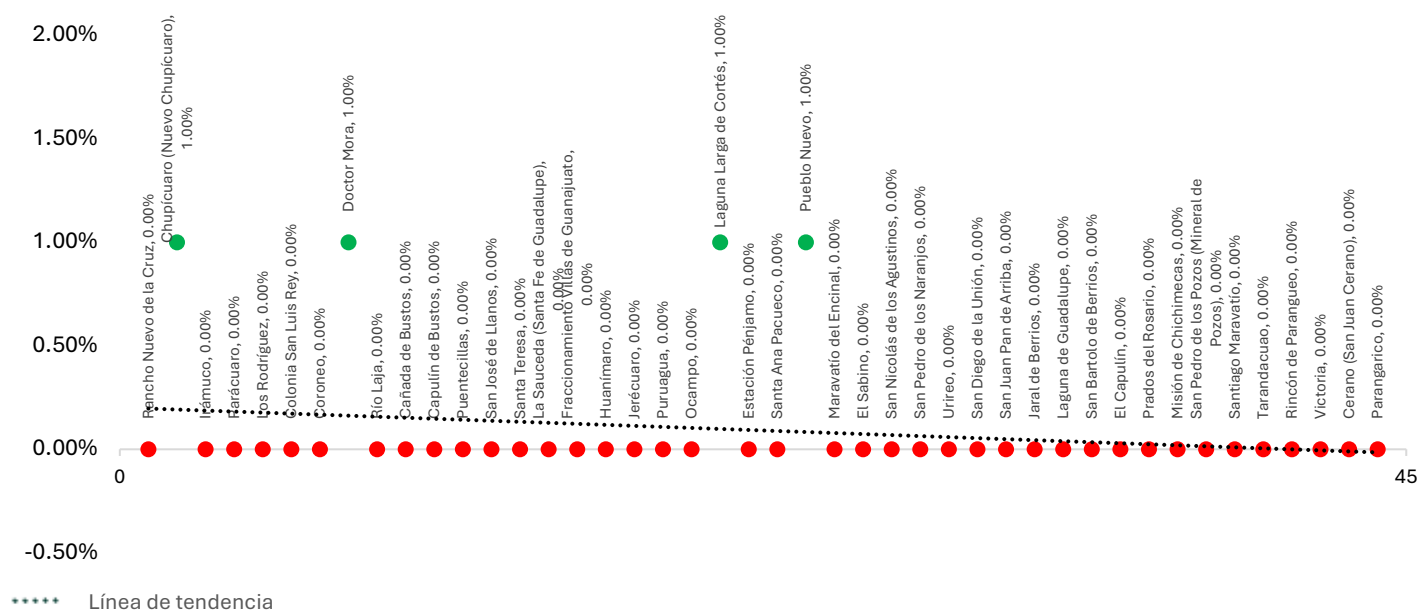 2.00%
1.50%
1.00%
0.50%
0.00%
-0.50%
0
45
Rancho Nuevo de la Cruz, 0.00%
Chupícuaro (Nuevo Chupícuaro),
1.00%
Irámuco, 0.00%
Parácuaro, 0.00%
Los Rodríguez, 0.00%
Colonia San Luis Rey, 0.00%
Coroneo, 0.00%
Doctor Mora, 1.00%
Río Laja, 0.00%
Cañada de Bustos, 0.00%
Capulín de Bustos, 0.00%
Puentecillas, 0.00%
San José de Llanos, 0.00%
Santa Teresa, 0.00%
La Sauceda (Santa Fe de Guadalupe),
0.00%
Fraccionamiento Villas de Guanajuato,
0.00%
Huanímaro, 0.00%
Jerécuaro, 0.00%
Puruagua, 0.00%
Ocampo, 0.00%
Laguna Larga de Cortés, 1.00%
Estación Pénjamo, 0.00%
Santa Ana Pacueco, 0.00%
Pueblo Nuevo, 1.00%
Maravatío del Encinal, 0.00%
El Sabino, 0.00%
San Nicolás de los Agustinos, 0.00%
San Pedro de los Naranjos, 0.00%
Urireo, 0.00%
San Diego de la Unión, 0.00%
San Juan Pan de Arriba, 0.00%
Jaral de Berrios, 0.00%
Laguna de Guadalupe, 0.00%
San Bartolo de Berrios, 0.00%
El Capulín, 0.00%
Prados del Rosario, 0.00%
Misión de Chichimecas, 0.00%
San Pedro de los Pozos (Mineral de
Pozos), 0.00%
Santiago Maravatío, 0.00%
Tarandacuao, 0.00%
Rincón de Parangueo, 0.00%
Victoria, 0.00%
Cerano (San Juan Cerano), 0.00%
Parangarico, 0.00%
Línea de tendencia